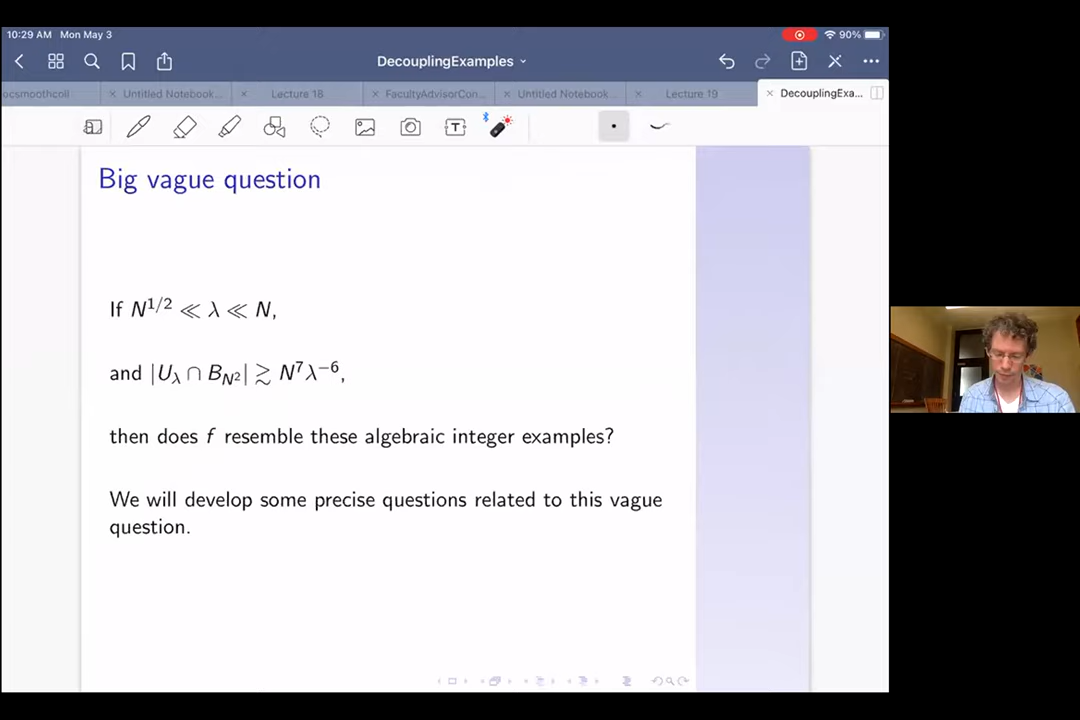 10:29 AM Mon May 3
90%
DecouplingExamples
ocsmoothcoil
Untitled Notebook...
Lecture 18
FacultyAdvisorCon...
Untitled Notebook...
Lecture 19
DecouplingExa...
T
Big vague question
If N^{1/2} ≪ λ ≪ N,
and |U_λ ∩ B_{N^2}| ⪆ N^7 λ^{-6},
then does f resemble these algebraic integer examples?
We will develop some precise questions related to this vague
question.